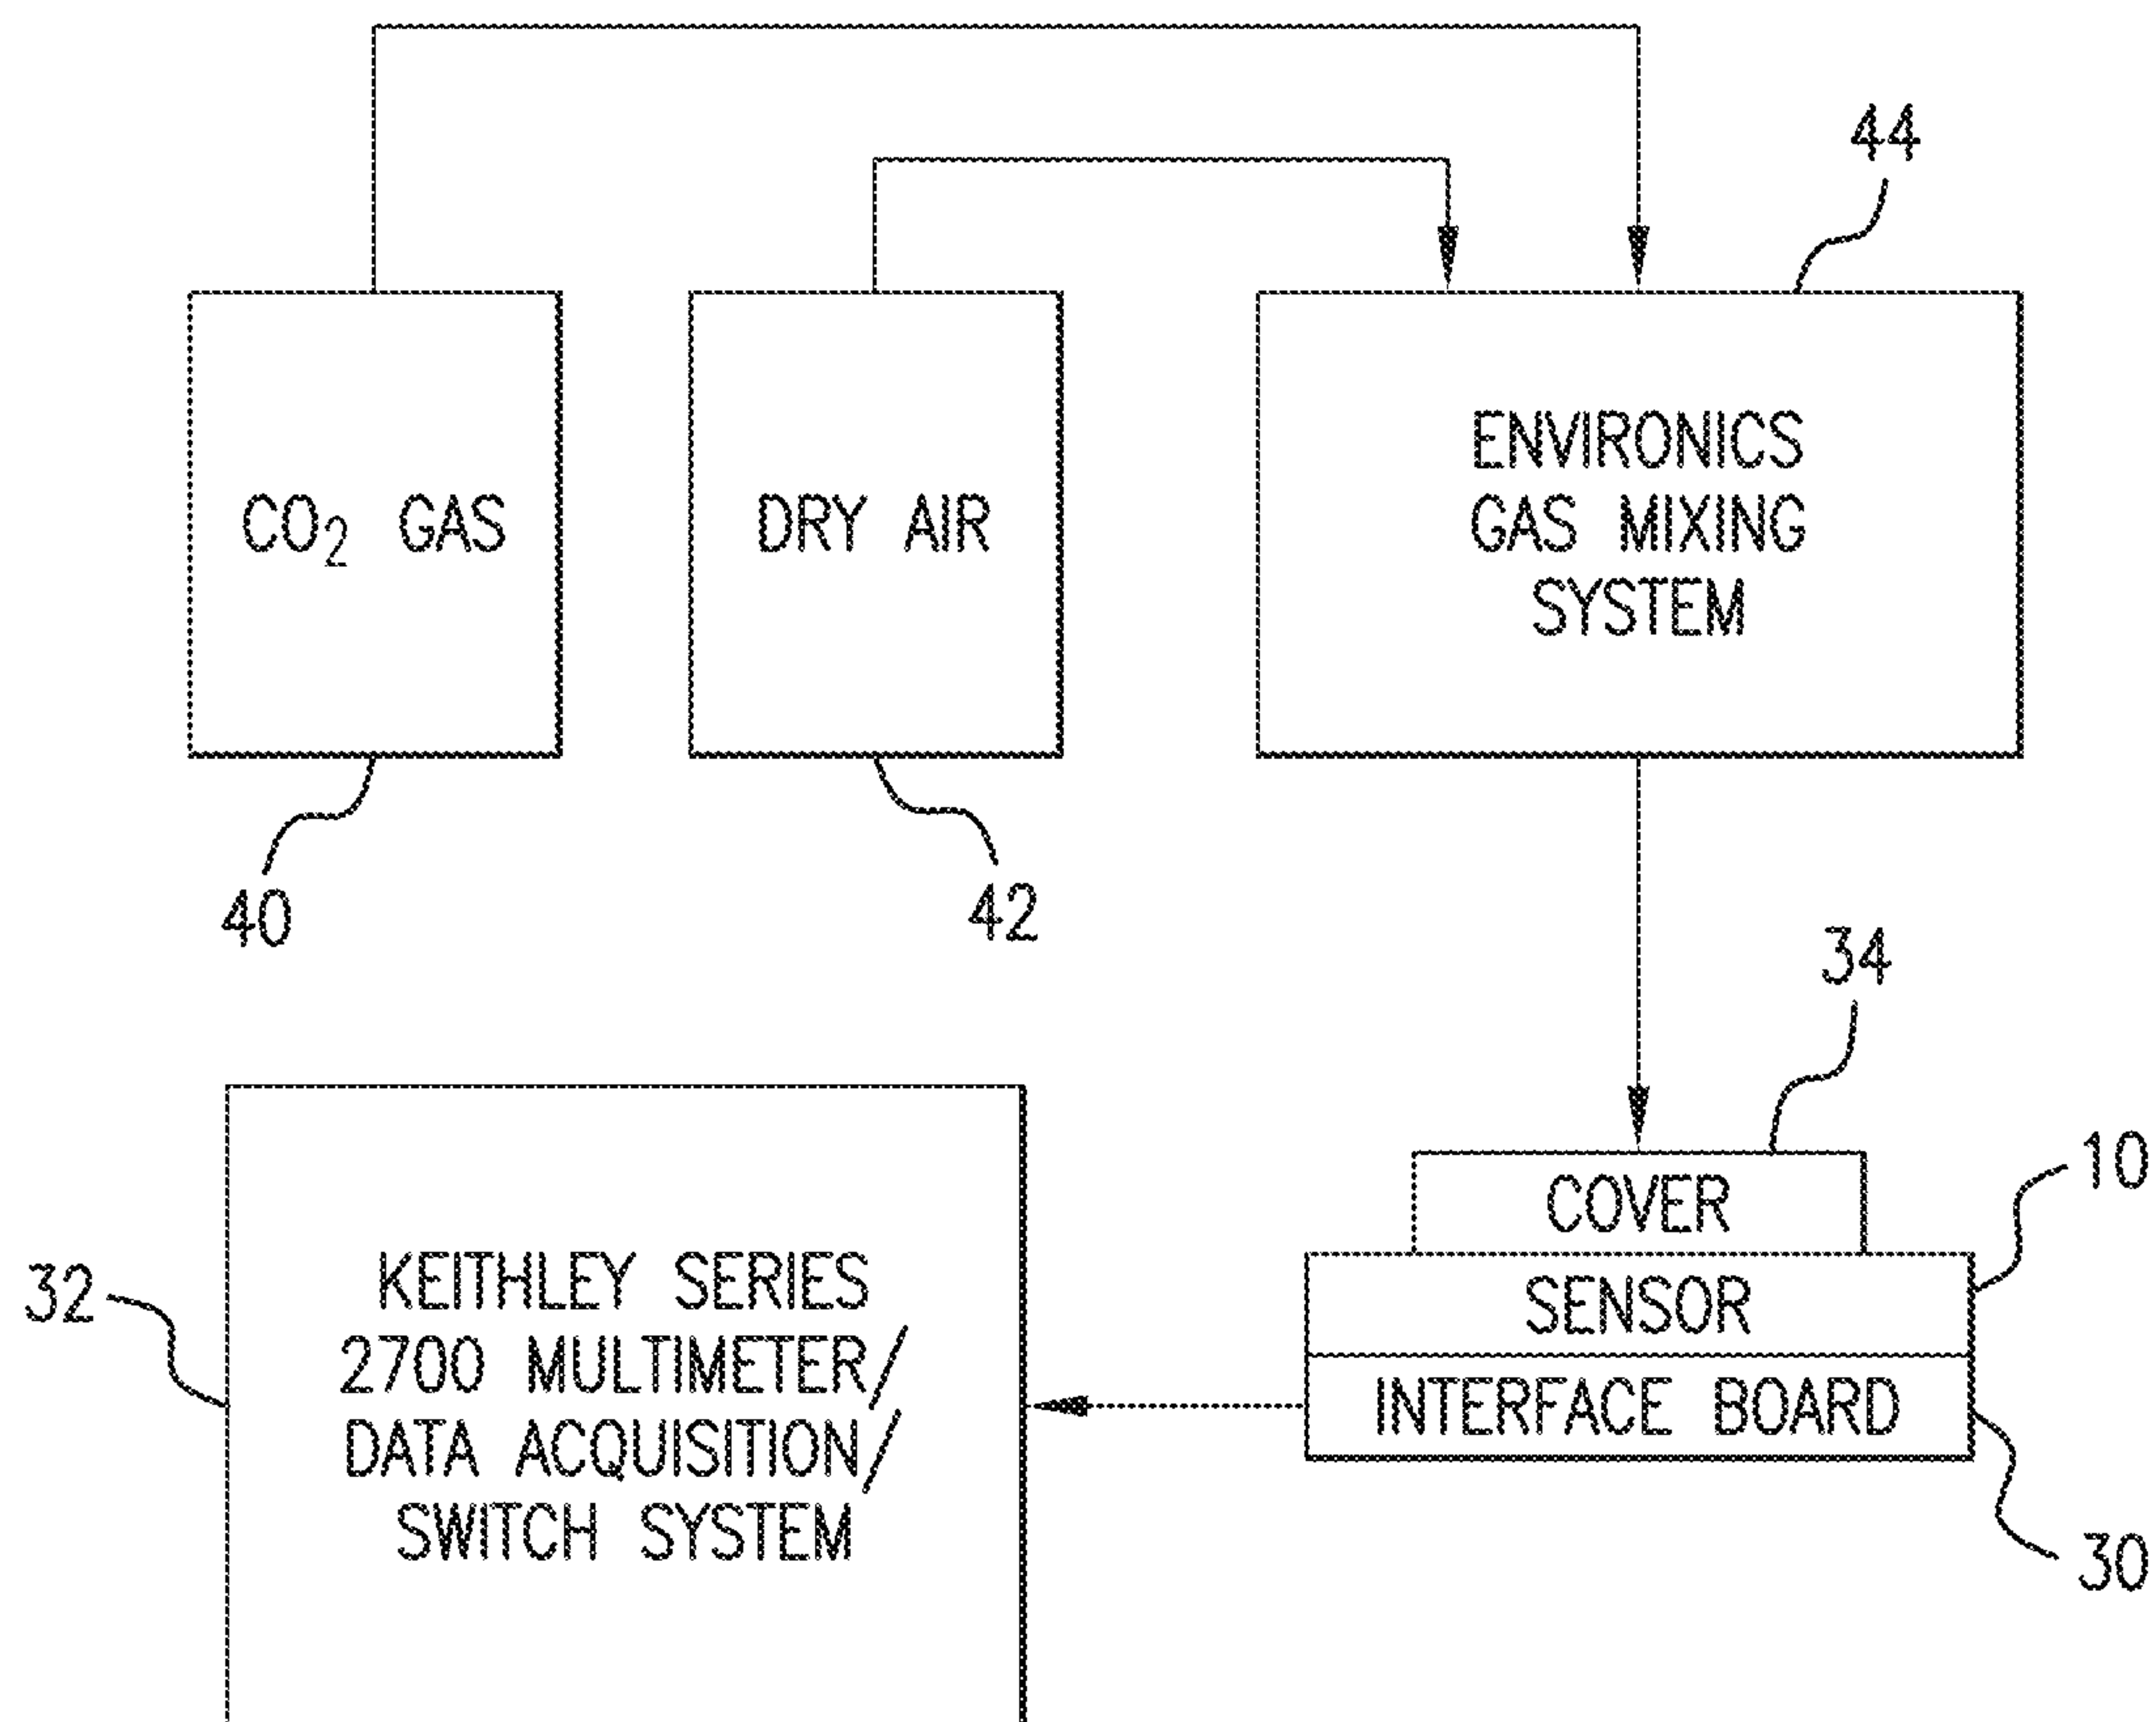 44
CO₂ GAS
DRY AIR
ENVIRONICS
GAS MIXING
SYSTEM
40
42
34
10
COVER
SENSOR
INTERFACE BOARD
32
KEITHLEY SERIES
2700 MULTIMETER/
DATA ACQUISITION/
SWITCH SYSTEM
30